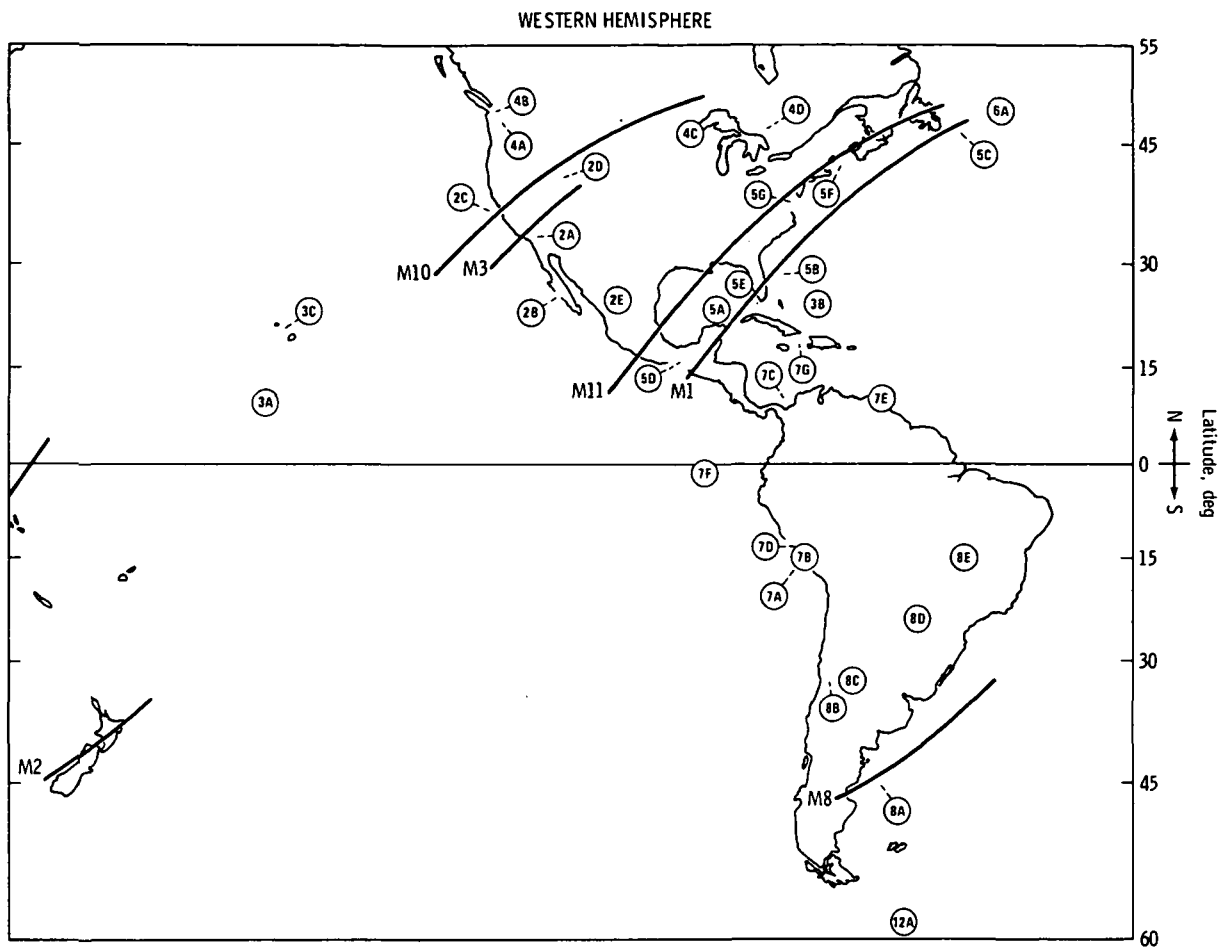 WESTERN HEMISPHERE
55
4B
4D
6A
4C
4A
45
5C
2D
5G
5F
2C
2A
M10
M3
30
5B
5E
2E
3B
2B
5A
3C
15
7G
7C
5D
M11
M1
7E
3A
Latitude, deg
N
0
S
7F
7D
7B
8E
15
7A
8D
30
8C
8B
M2
45
M8
8A
12A
60